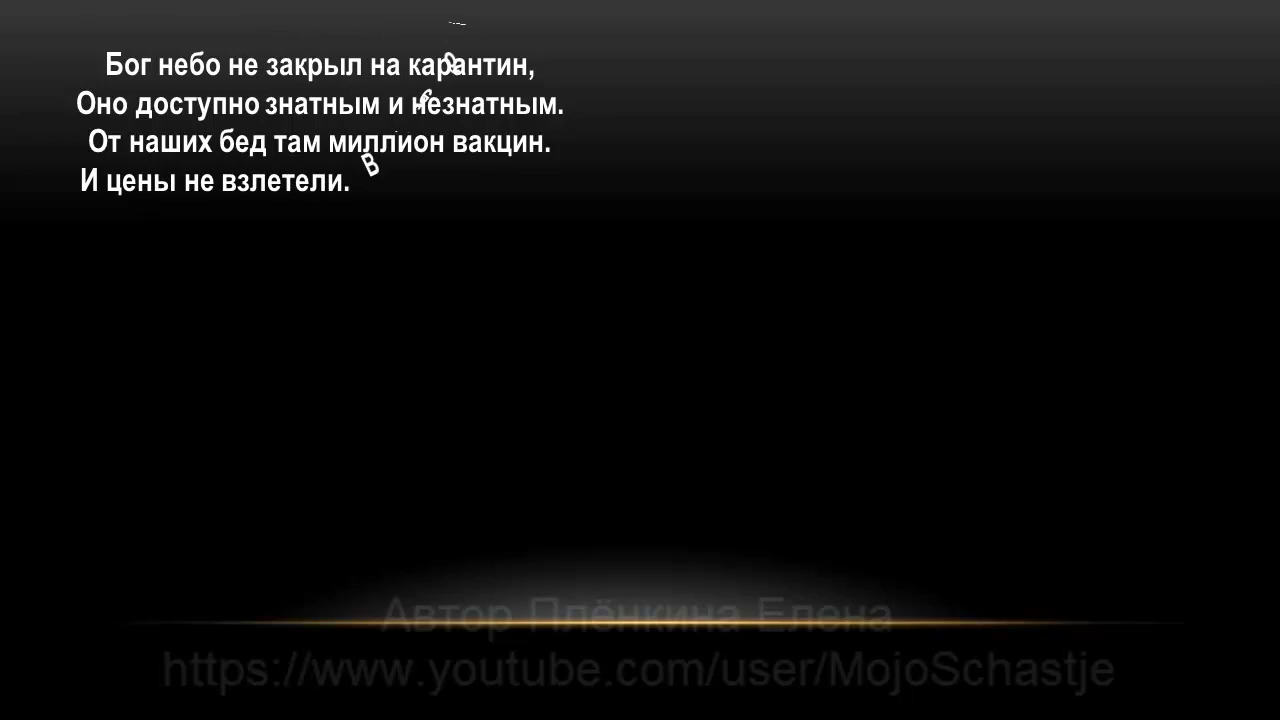 Бог небо не закрыл на карантин,
Оно доступно знатным и незнатным.
От наших бед там миллион вакцин.
И цены не взлетели. В
Автор Плёнкина Елена
https://www.youtube.com/user/MojoSchastje